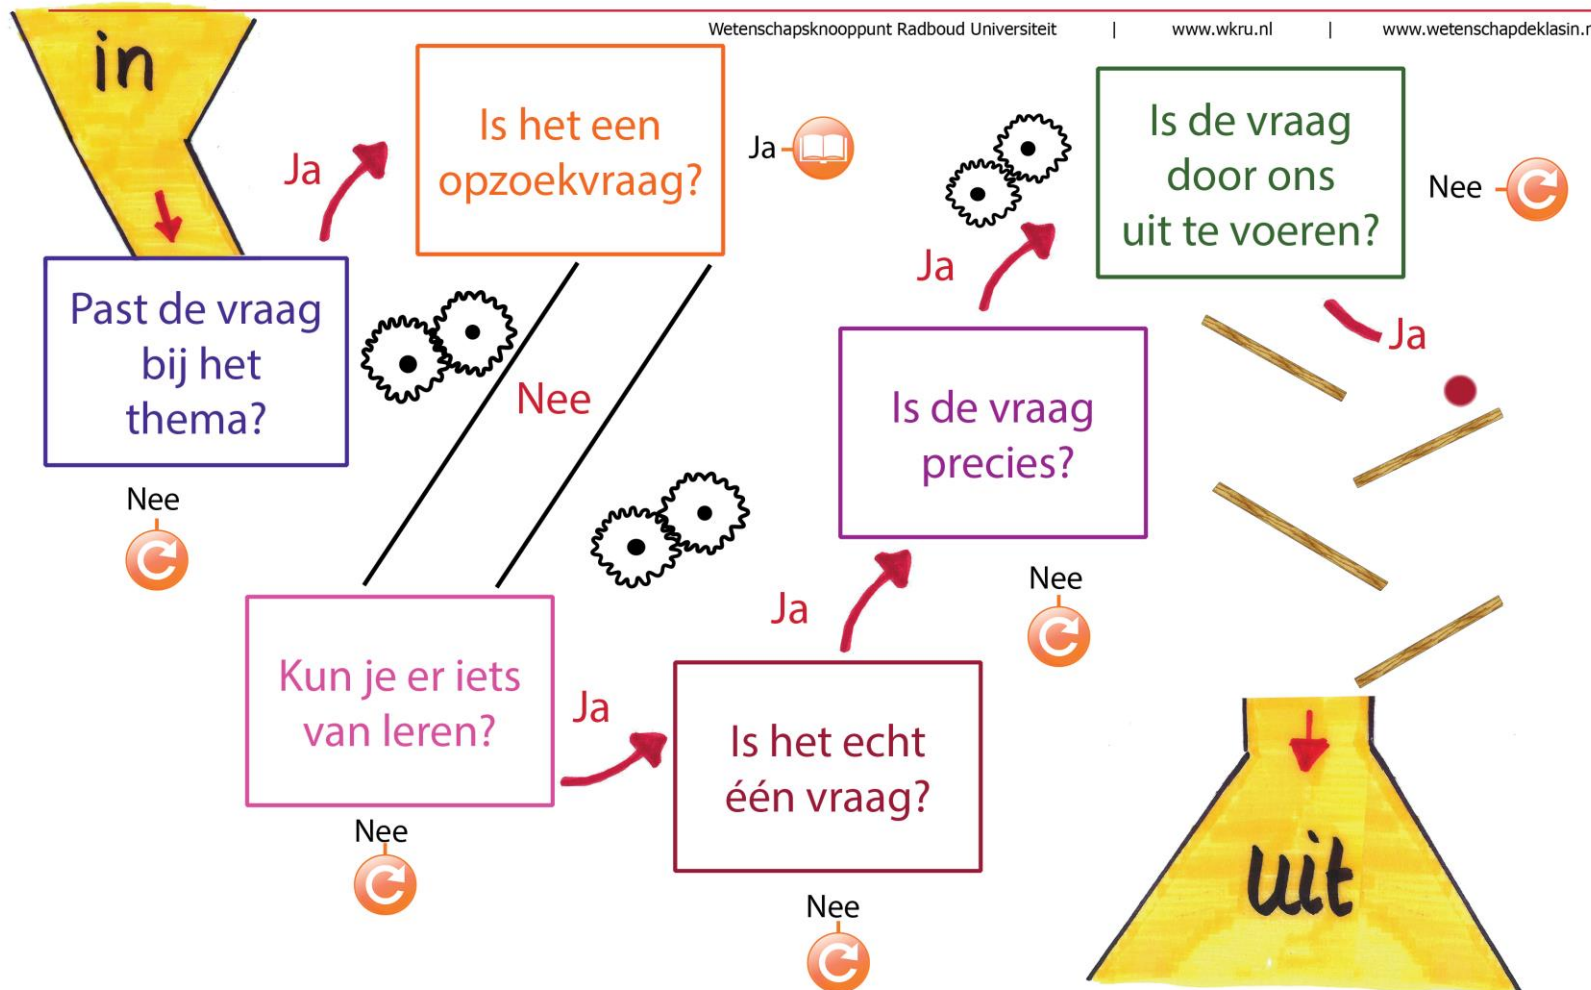 Wetenschapsknooppunt Radboud Universiteit | www.wkru.nl | www.wetenschapdeklasin.n
in
Past de vraag
bij het
thema?
Nee
Ja
Is het een
opzoekvraag?
Ja
Nee
Kun je er iets
van leren?
Nee
Ja
Is het echt
één vraag?
Nee
Ja
Is de vraag
precies?
Nee
Ja
Is de vraag
door ons
uit te voeren?
Nee
Ja
uit